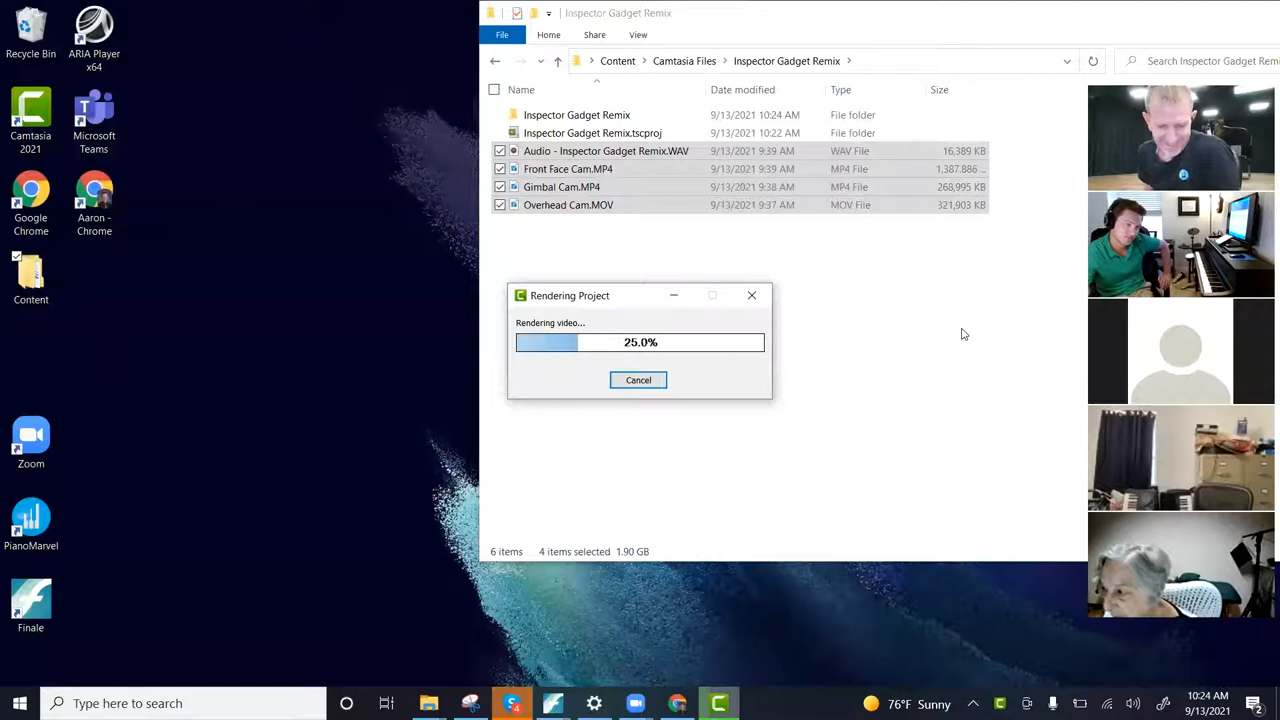 Recycle Bin
ARIA Player
x64
Camtasia
2021
Microsoft
Teams
Google
Chrome
Aaron -
Chrome
Content
Zoom
PianoMarvel
Finale
Inspector Gadget Remix
File
Home
Share
View
Content
Camtasia Files
Inspector Gadget Remix
Search Inspector Gadget Remi
Name
Date modified
Type
Size
Inspector Gadget Remix 9/13/2021 10:24 AM File folder
Inspector Gadget Remix.tscproj 9/13/2021 10:22 AM File folder
Audio - Inspector Gadget Remix.WAV 9/13/2021 9:39 AM WAV File 16,389 KB
Front Face Cam.MP4 9/13/2021 9:39 AM MP4 File 1,387,886 ...
Gimbal Cam.MP4 9/13/2021 9:38 AM MP4 File 268,995 KB
Overhead Cam.MOV 9/13/2021 9:37 AM MOV File 321,903 KB
Rendering Project
Rendering video...
25.0%
Cancel
6 items 4 items selected 1.90 GB
Type here to search
4
76°F Sunny
10:24 AM
9/13/2021
2